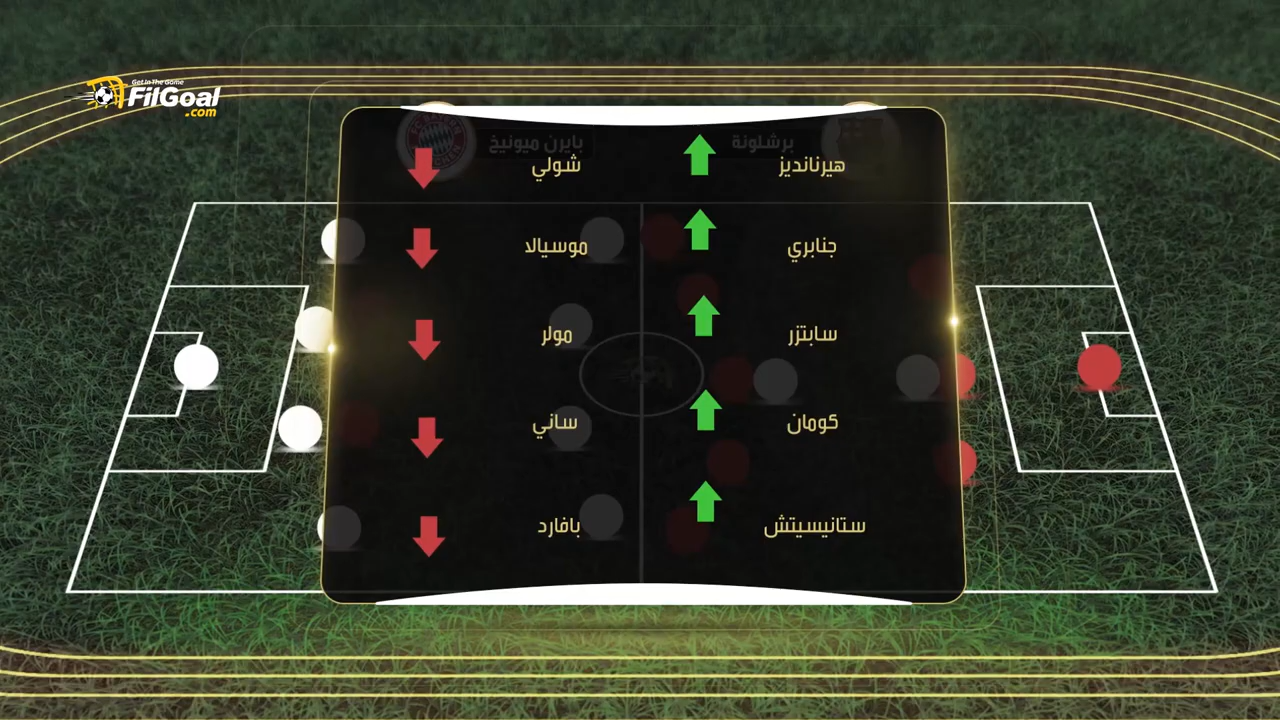 Get In The Game
FilGoal
.com
برشلونة
بايرن ميونيخ
هيرنانديز
شولي
جنابري
موسيالا
سابتزر
مولر
كومان
ساني
ستانيسيتش
بافارد